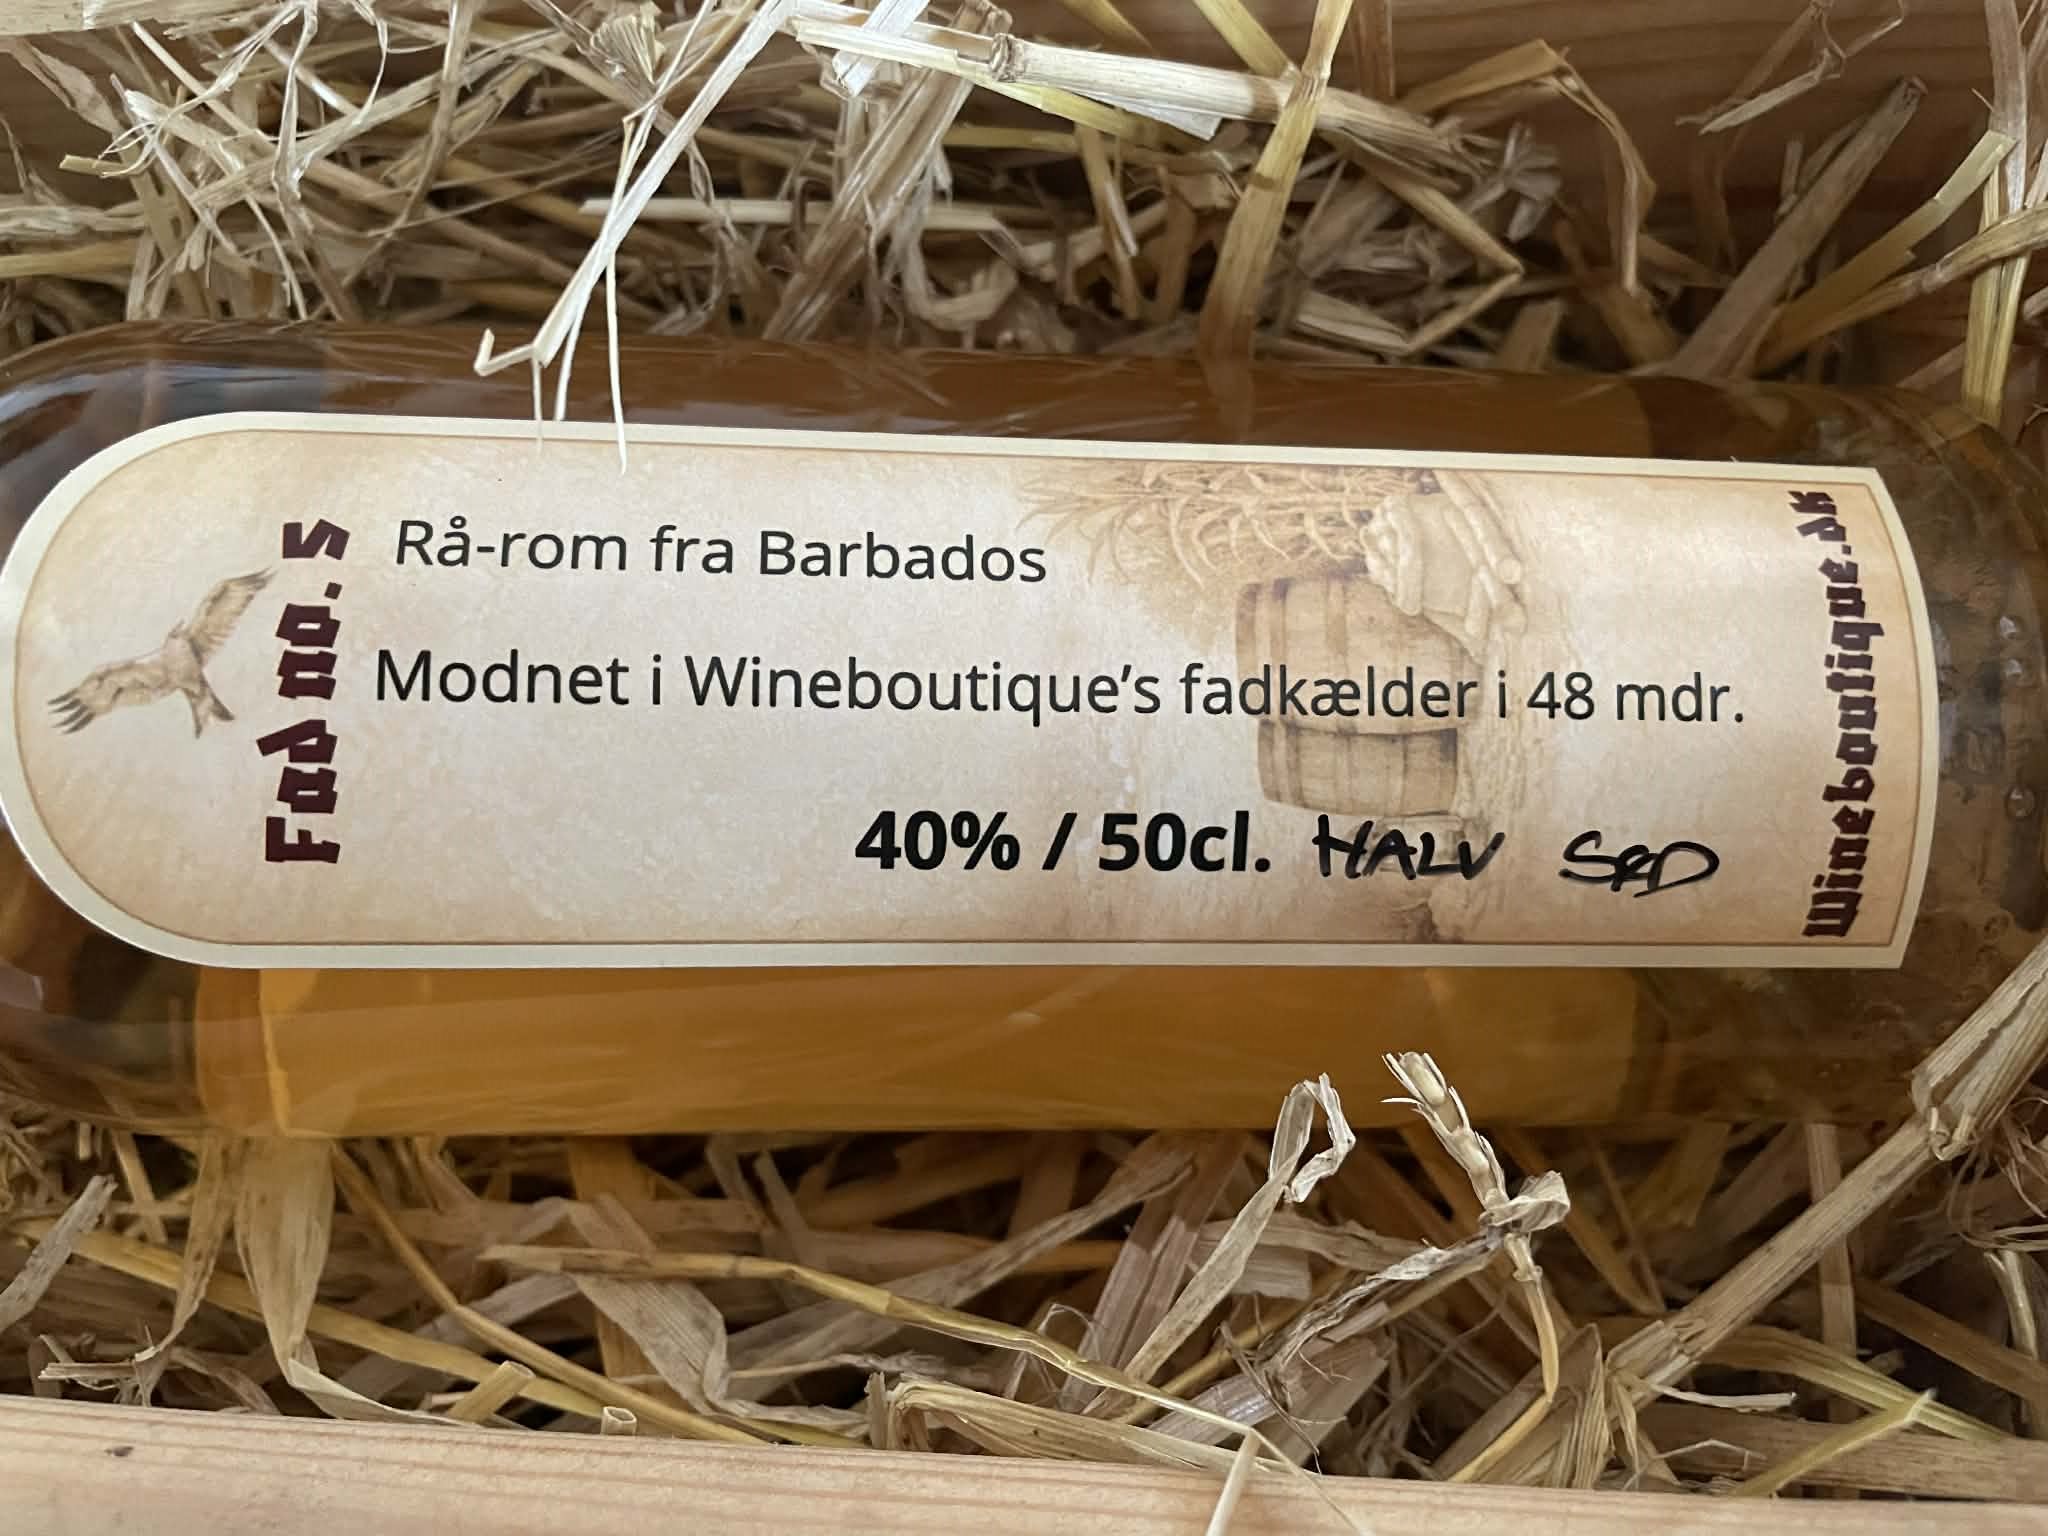 Fad no. 5
Rå-rom fra Barbados
Modnet i Wineboutique’s fadkælder i 48 mdr.
40% / 50cl. HALV SØD
Wineboutique.dk